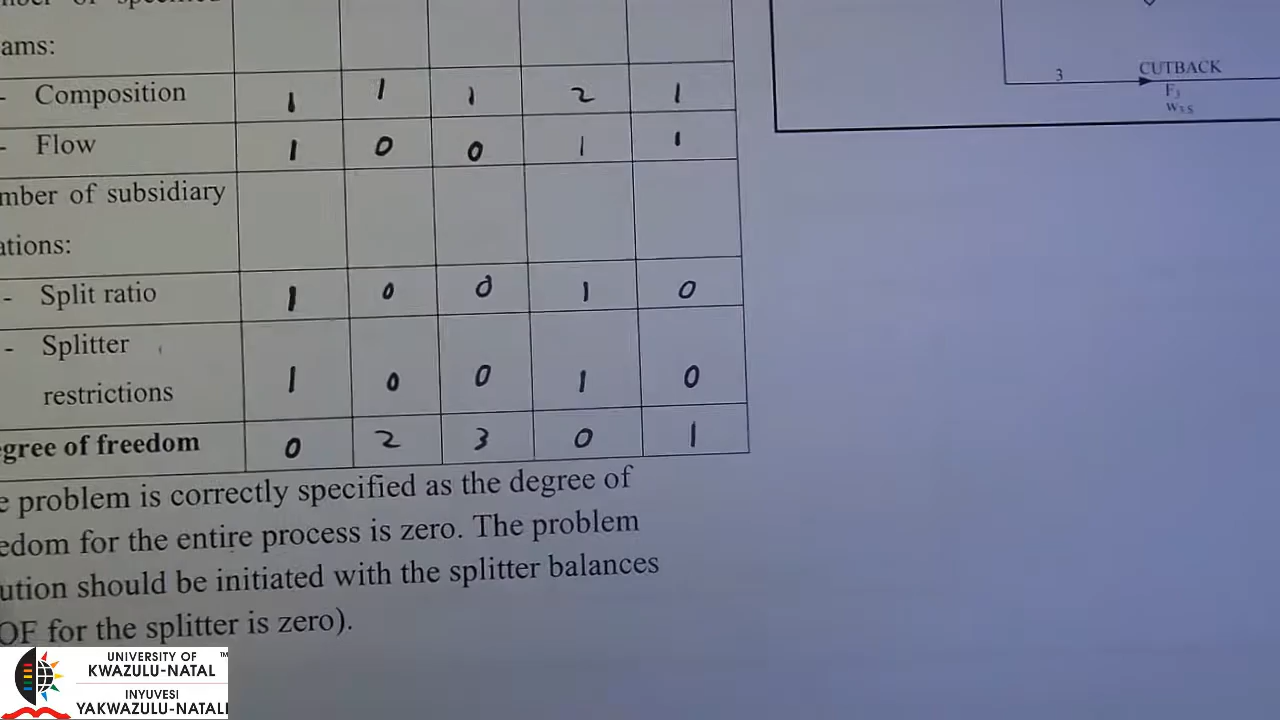 of specified
ams:
- Composition 1 1 1 2 1
- Flow 1 0 0 1 1
mber of subsidiary
ations:
- Split ratio 1 0 0 1 0
- Splitter
restrictions 1 0 0 1 0
gree of freedom 0 2 3 0 1
e problem is correctly specified as the degree of
edom for the entire process is zero. The problem
ution should be initiated with the splitter balances
OF for the splitter is zero).
3 CUTBACK
F₃
UNIVERSITY OF ™
KWAZULU-NATAL
INYUVESI
YAKWAZULU-NATALI